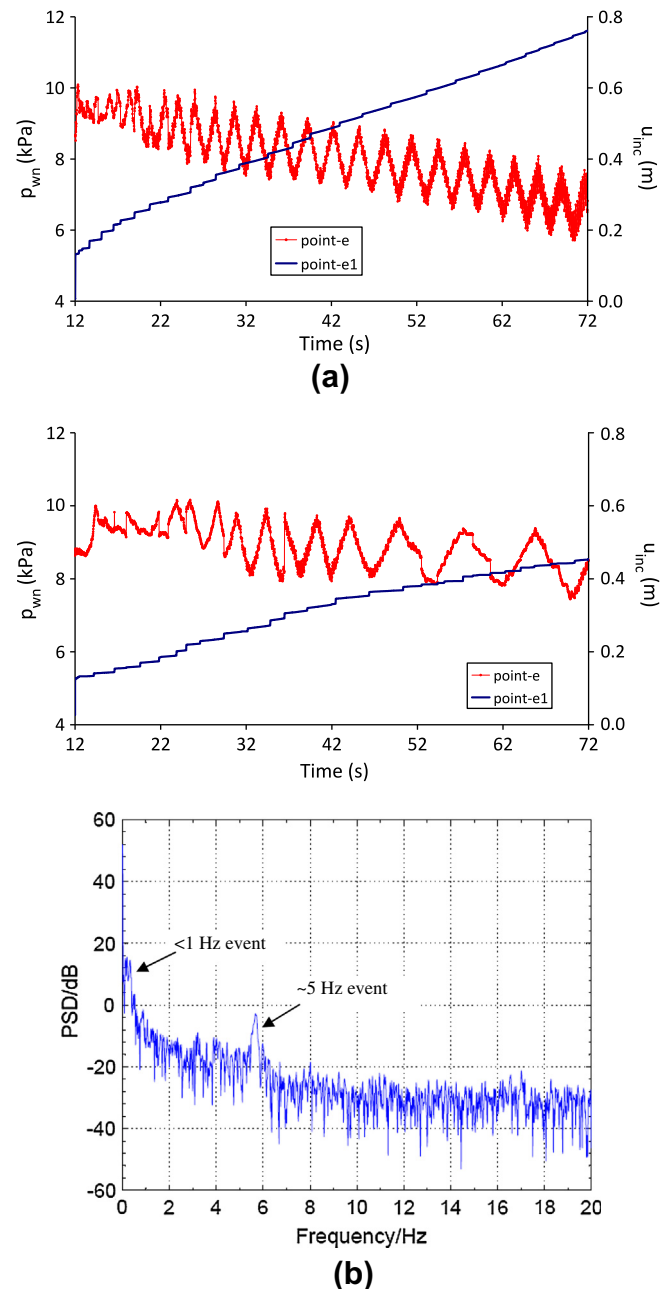 12
10
8
6
4
p_wn (kPa)
0.8
0.6
0.4
0.2
0.0
u_inc (m)
point-e
point-e1
12 22 32 42 52 62 72
Time (s)
(a)
12
10
8
6
4
p_wn (kPa)
0.8
0.6
0.4
0.2
0.0
u_inc (m)
point-e
point-e1
12 22 32 42 52 62 72
Time (s)
60
40
20
0
-20
-40
-60
PSD/dB
<1 Hz event
~5 Hz event
0 2 4 6 8 10 12 14 16 18 20
Frequency/Hz
(b)